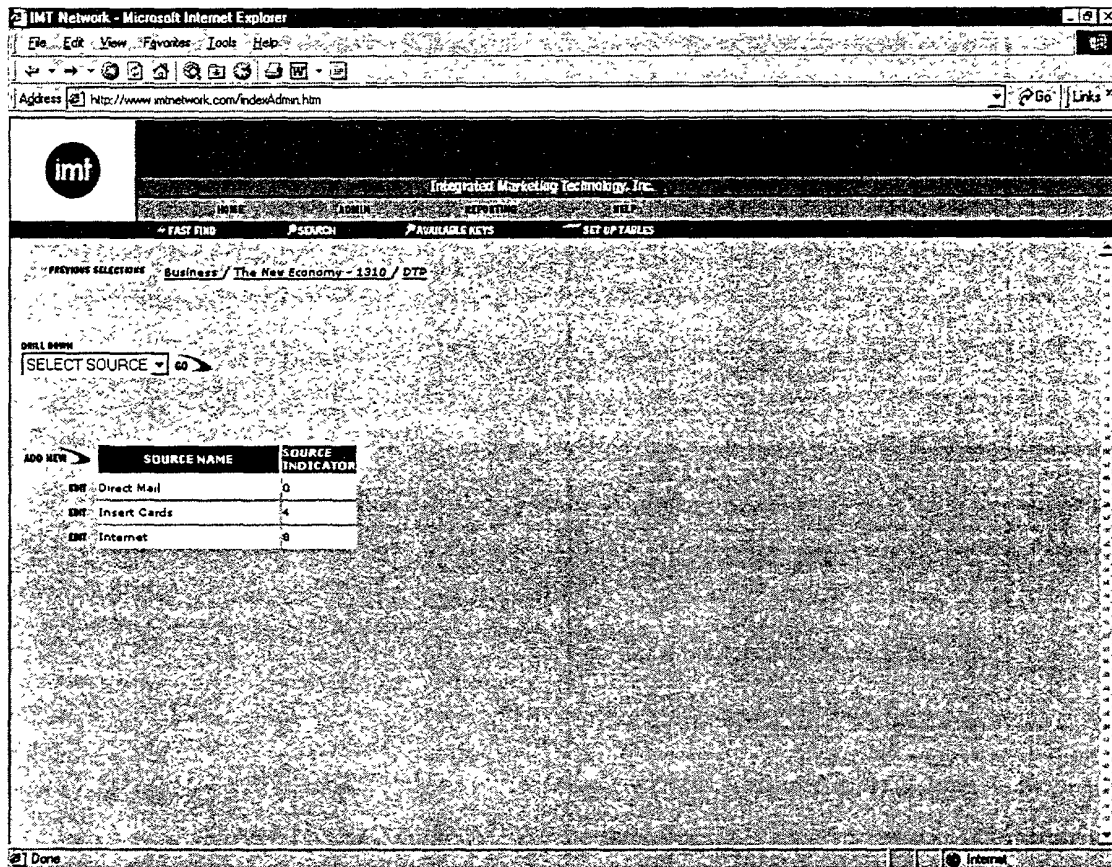 IMT Network - Microsoft Internet Explorer
File Edit View Favorites Tools Help
Address http://www.imtnetwork.com/indexAdmin.htm Go Links »
imt
Integrated Marketing Technology, Inc.
HOME ADMIN REPORTING HELP
FAST FIND SEARCH AVAILABLE KEYS SET UP TABLES
PREVIOUS SELECTIONS Business / The New Economy - 1310 / DTP
DRILL DOWN
SELECT SOURCE GO
ADD NEW SOURCE NAME SOURCE INDICATOR
EDIT Direct Mail 0
EDIT Insert Cards 4
EDIT Internet 8
Done Internet